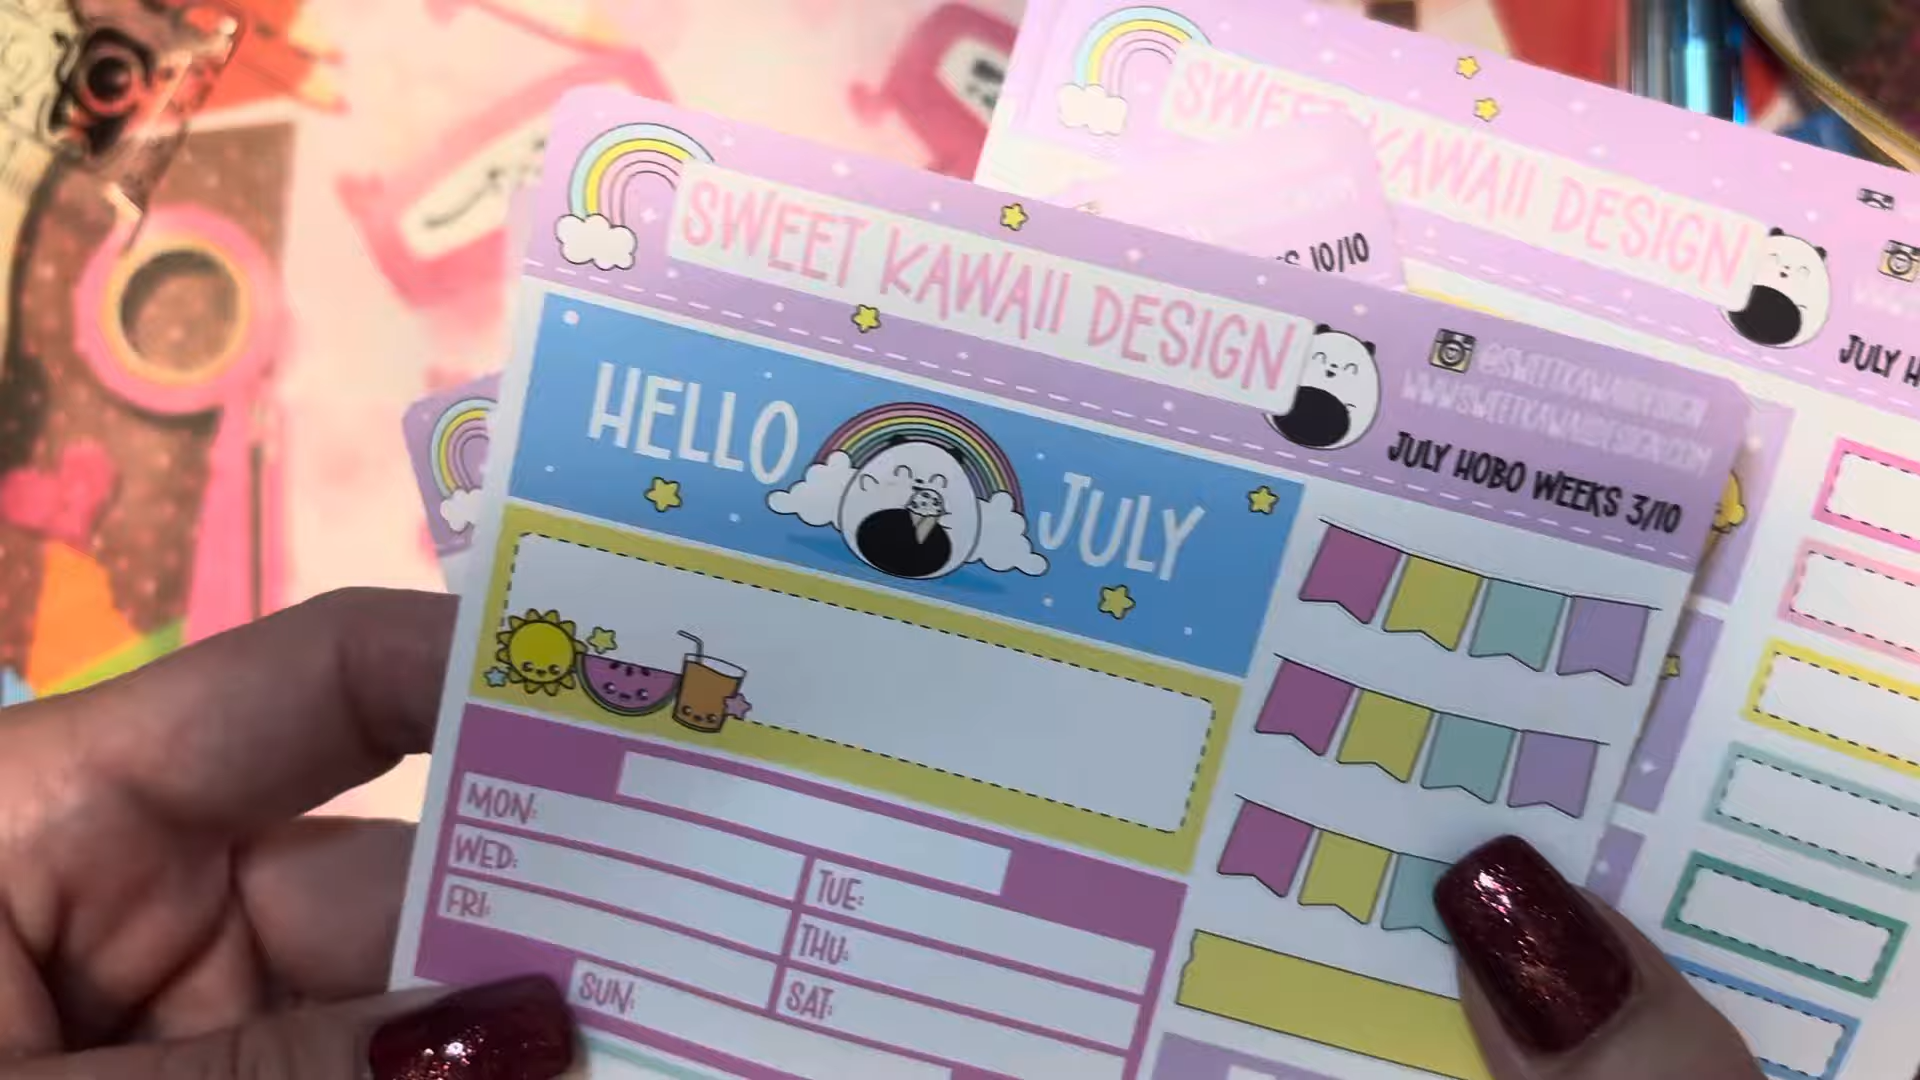 SWEET KAWAII DESIGN
@SWEETKAWAIIDESIGN
WWW.SWEETKAWAIIDESIGN.COM
JULY HOBO WEEKS 3/10
HELLO JULY
MON:
TUE:
WED:
THU:
FRI:
SAT:
SUN:
SWEET KAWAII DESIGN
10/10
JULY